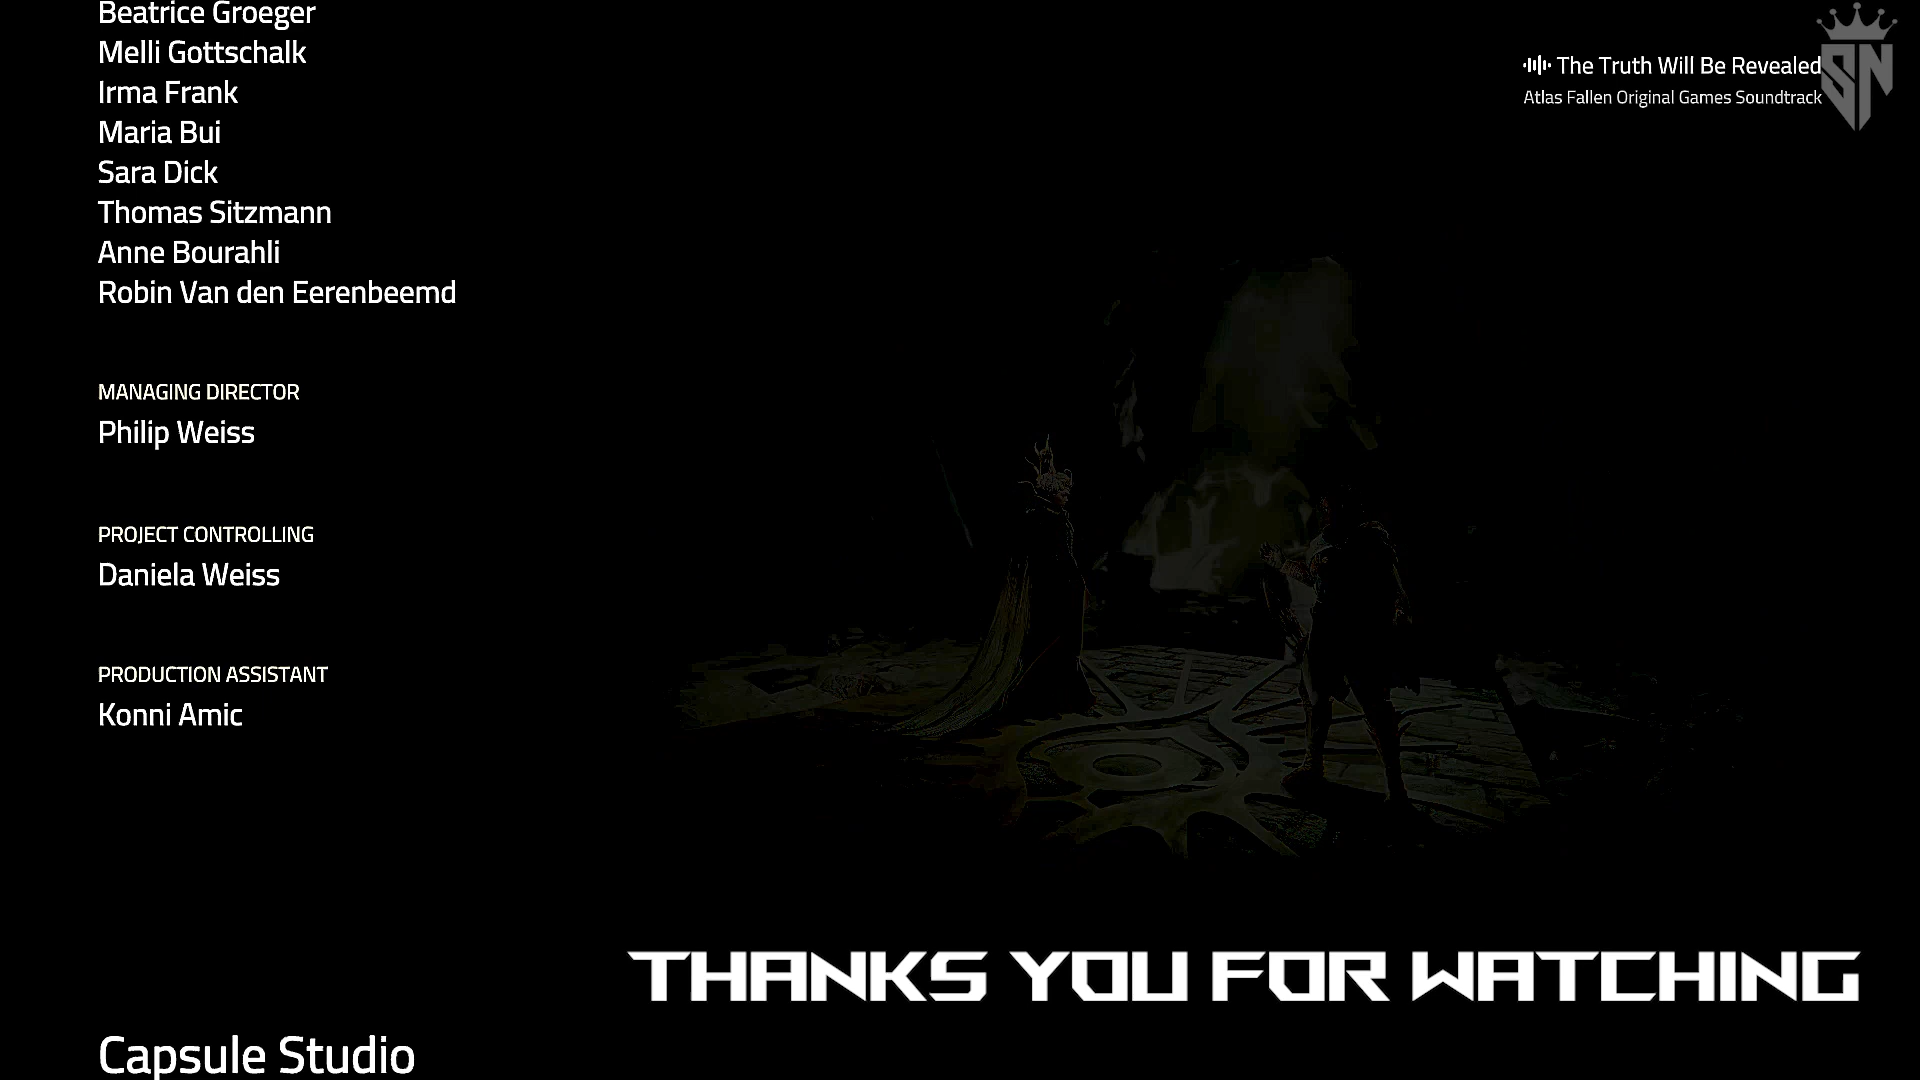 Beatrice Groeger
Melli Gottschalk
Irma Frank
Maria Bui
Sara Dick
Thomas Sitzmann
Anne Bourahli
Robin Van den Eerenbeemd
MANAGING DIRECTOR
Philip Weiss
PROJECT CONTROLLING
Daniela Weiss
PRODUCTION ASSISTANT
Konni Amic
Capsule Studio
The Truth Will Be Revealed
Atlas Fallen Original Games Soundtrack
SN
THANKS YOU FOR WATCHING